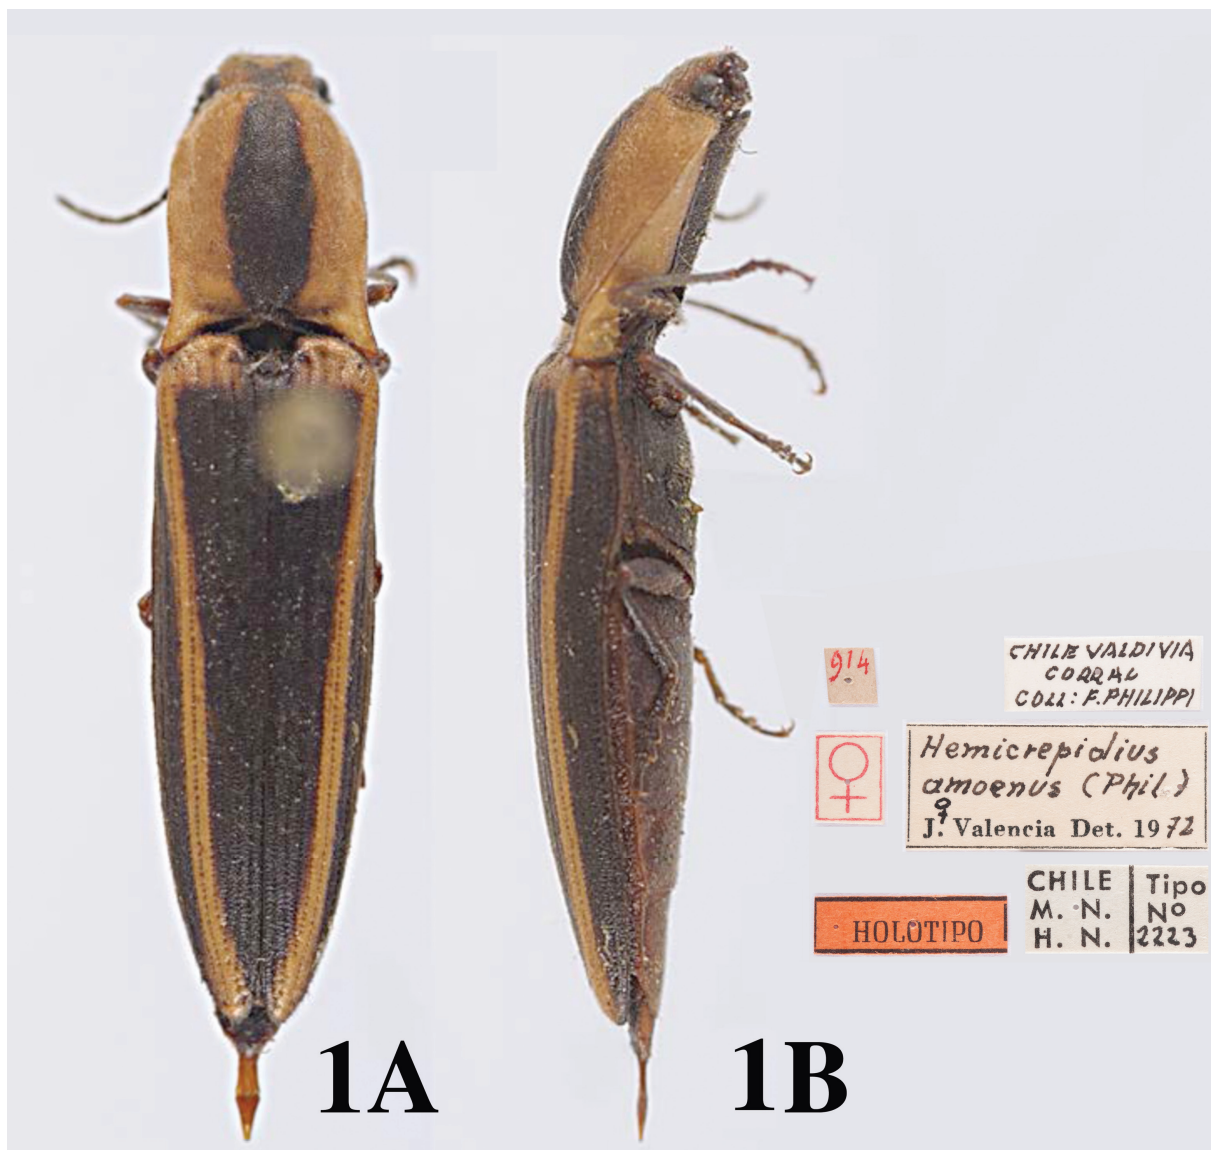 914
CHILE VALDIVIA
CORRAL
COLL: F. PHILIPPI
Hemicrepidius
amoenus (Phil.)
♀
J. Valencia Det. 1972
HOLOTIPO
CHILE
M. N.
H. N.
Tipo
Nº
2223
1A
1B